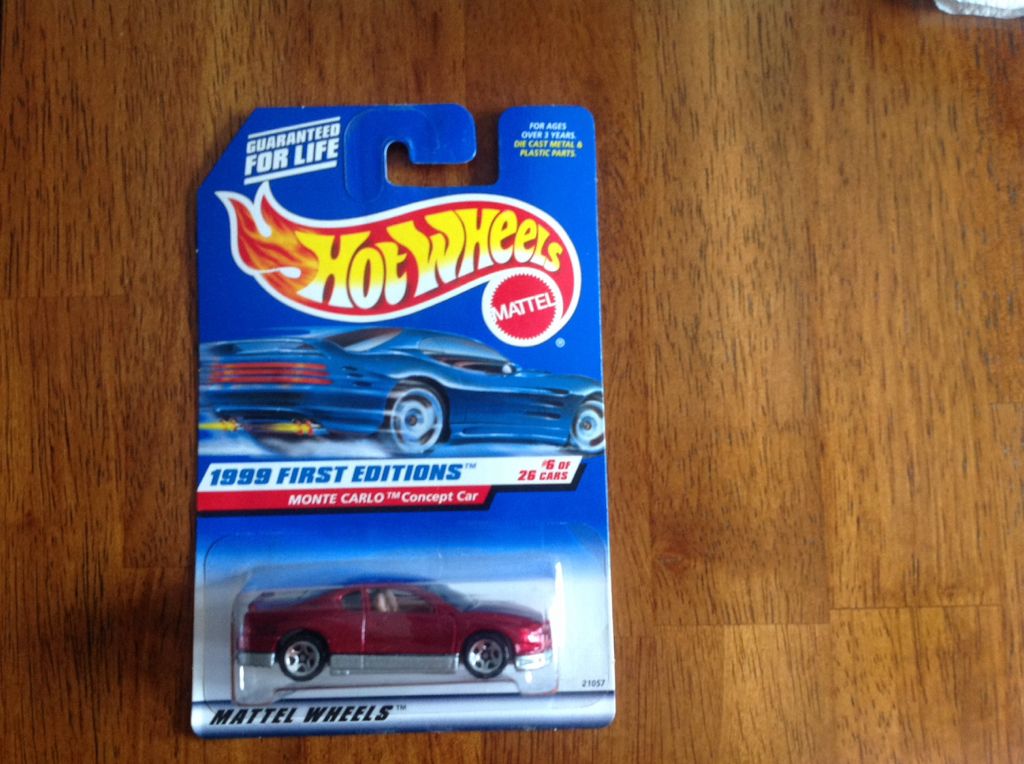 GUARANTEED
FOR LIFE
FOR AGES
OVER 3 YEARS.
DIE CAST METAL &
PLASTIC PARTS.
HOT WHEELS
MATTEL
®
1999 FIRST EDITIONS™
#6 OF
26 CARS
MONTE CARLO™ Concept Car
21057
MATTEL WHEELS™